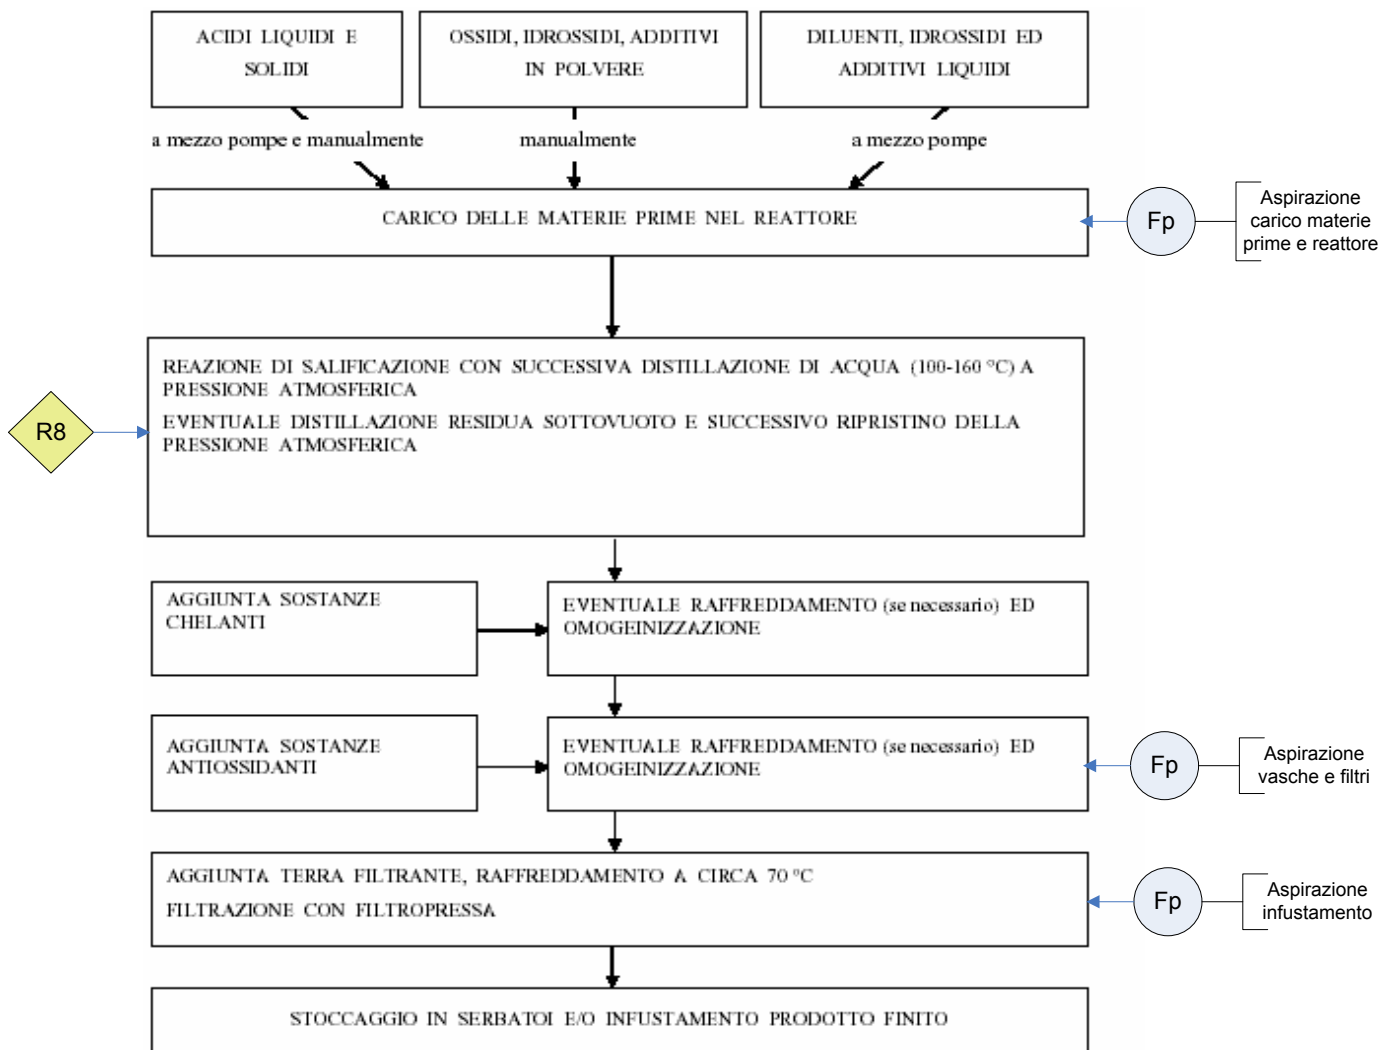 ACIDI LIQUIDI E
SOLIDI
OSSIDI, IDROSSIDI, ADDITIVI
IN POLVERE
DILUENTI, IDROSSIDI ED
ADDITIVI LIQUIDI
a mezzo pompe e manualmente
manualmente
a mezzo pompe
CARICO DELLE MATERIE PRIME NEL REATTORE
Fp
Aspirazione
carico materie
prime e reattore
REAZIONE DI SALIFICAZIONE CON SUCCESSIVA DISTILLAZIONE DI ACQUA (100-160 °C) A
PRESSIONE ATMOSFERICA
EVENTUALE DISTILLAZIONE RESIDUA SOTTOVUOTO E SUCCESSIVO RIPRISTINO DELLA
PRESSIONE ATMOSFERICA
R8
AGGIUNTA SOSTANZE
CHELANTI
EVENTUALE RAFFREDDAMENTO (se necessario) ED
OMOGEINIZZAZIONE
AGGIUNTA SOSTANZE
ANTIOSSIDANTI
EVENTUALE RAFFREDDAMENTO (se necessario) ED
OMOGEINIZZAZIONE
Fp
Aspirazione
vasche e filtri
AGGIUNTA TERRA FILTRANTE, RAFFREDDAMENTO A CIRCA 70 °C
FILTRAZIONE CON FILTROPRESSA
Fp
Aspirazione
infustamento
STOCCAGGIO IN SERBATOI E/O INFUSTAMENTO PRODOTTO FINITO